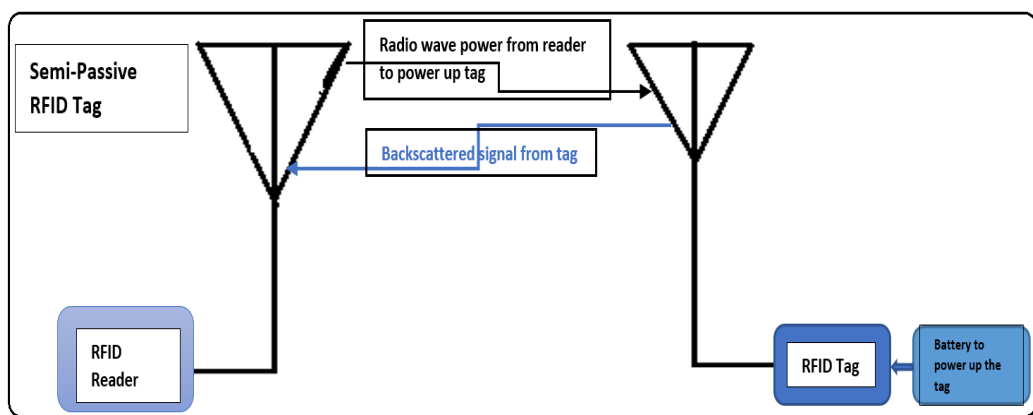 Semi-Passive
RFID Tag
Radio wave power from reader
to power up tag
Backscattered signal from tag
RFID
Reader
RFID Tag
Battery to
power up the
tag